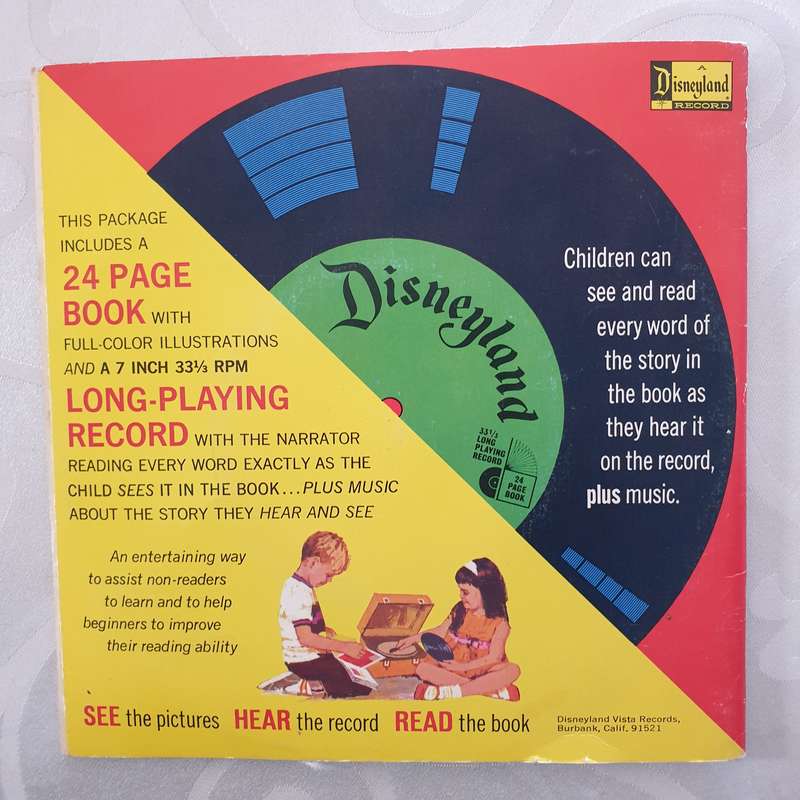 A
Disneyland
RECORD
THIS PACKAGE
INCLUDES A
24 PAGE
BOOK WITH
FULL-COLOR ILLUSTRATIONS
AND A 7 INCH 33⅓ RPM
LONG-PLAYING
RECORD WITH THE NARRATOR
READING EVERY WORD EXACTLY AS THE
CHILD SEES IT IN THE BOOK...PLUS MUSIC
ABOUT THE STORY THEY HEAR AND SEE
An entertaining way
to assist non-readers
to learn and to help
beginners to improve
their reading ability
Disneyland
33⅓
LONG
PLAYING
RECORD
24
PAGE
BOOK
Children can
see and read
every word of
the story in
the book as
they hear it
on the record,
plus music.
SEE the pictures HEAR the record READ the book
Disneyland Vista Records,
Burbank, Calif. 91521